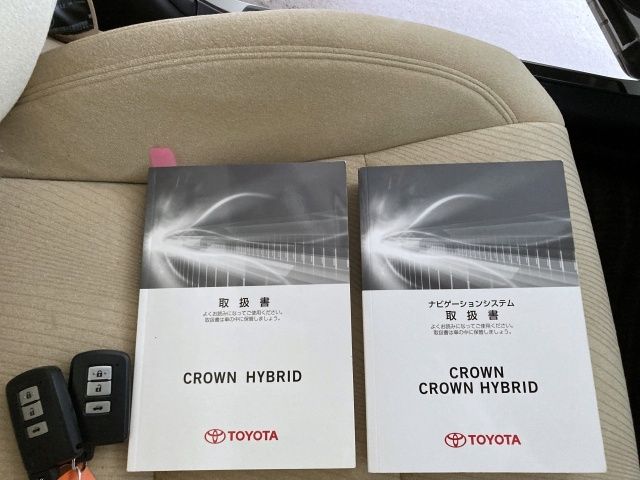 取扱書
よくお読みになってご使用ください。
取扱書は車の中に保管しましょう。
CROWN HYBRID
TOYOTA
ナビゲーションシステム
取扱書
よくお読みになってご使用ください。
取扱書は車の中に保管しましょう。
CROWN
CROWN HYBRID
TOYOTA